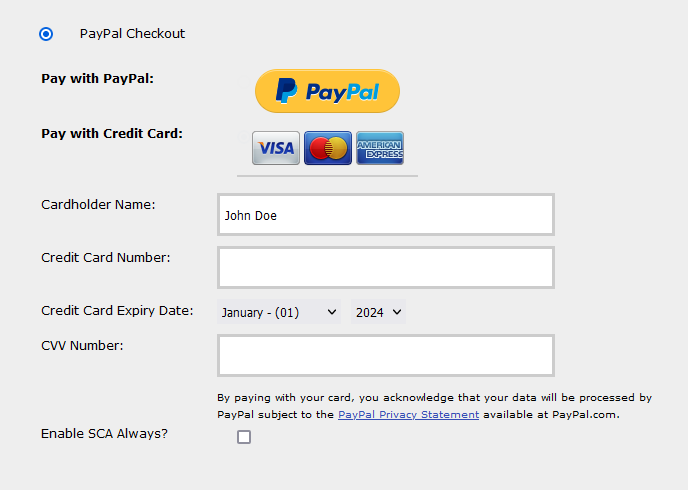 PayPal Checkout
Pay with PayPal:
PayPal
Pay with Credit Card:
VISA
AMERICAN
EXPRESS
Cardholder Name:
John Doe
Credit Card Number:
Credit Card Expiry Date:
January - (01)
2024
CVV Number:
By paying with your card, you acknowledge that your data will be processed by
PayPal subject to the PayPal Privacy Statement available at PayPal.com.
Enable SCA Always?